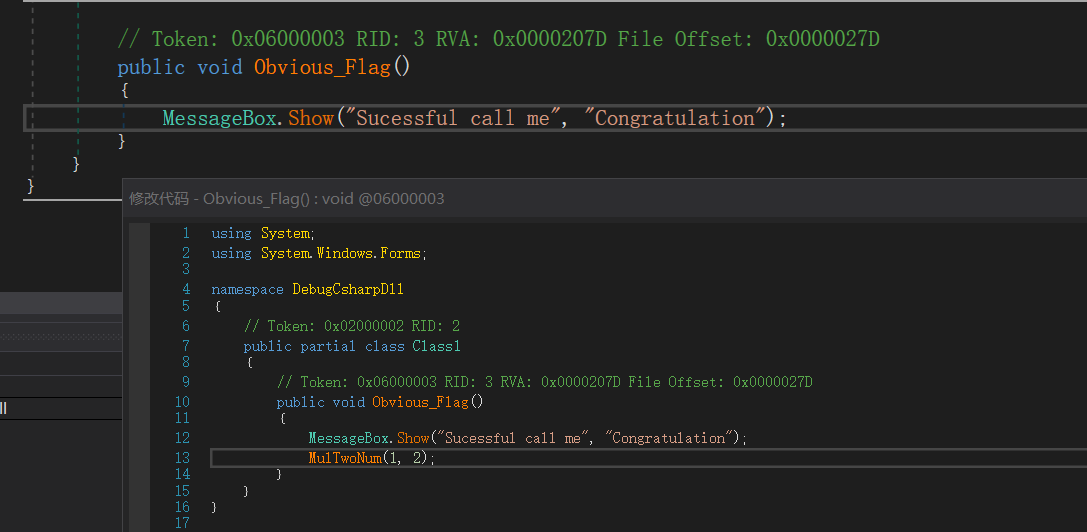 // Token: 0x06000003 RID: 3 RVA: 0x0000207D File Offset: 0x0000027D
public void Obvious_Flag()
{
MessageBox.Show("Sucessful call me", "Congratulation");
}
}
}
修改代码 - Obvious_Flag() : void @06000003
1 using System;
2 using System.Windows.Forms;
3
4 namespace DebugCsharpDll
5 {
6 // Token: 0x02000002 RID: 2
7 public partial class Class1
8 {
9 // Token: 0x06000003 RID: 3 RVA: 0x0000207D File Offset: 0x0000027D
10 public void Obvious_Flag()
11 {
12 MessageBox.Show("Sucessful call me", "Congratulation");
13 MulTwoNum(1, 2);
14 }
15 }
16 }
17